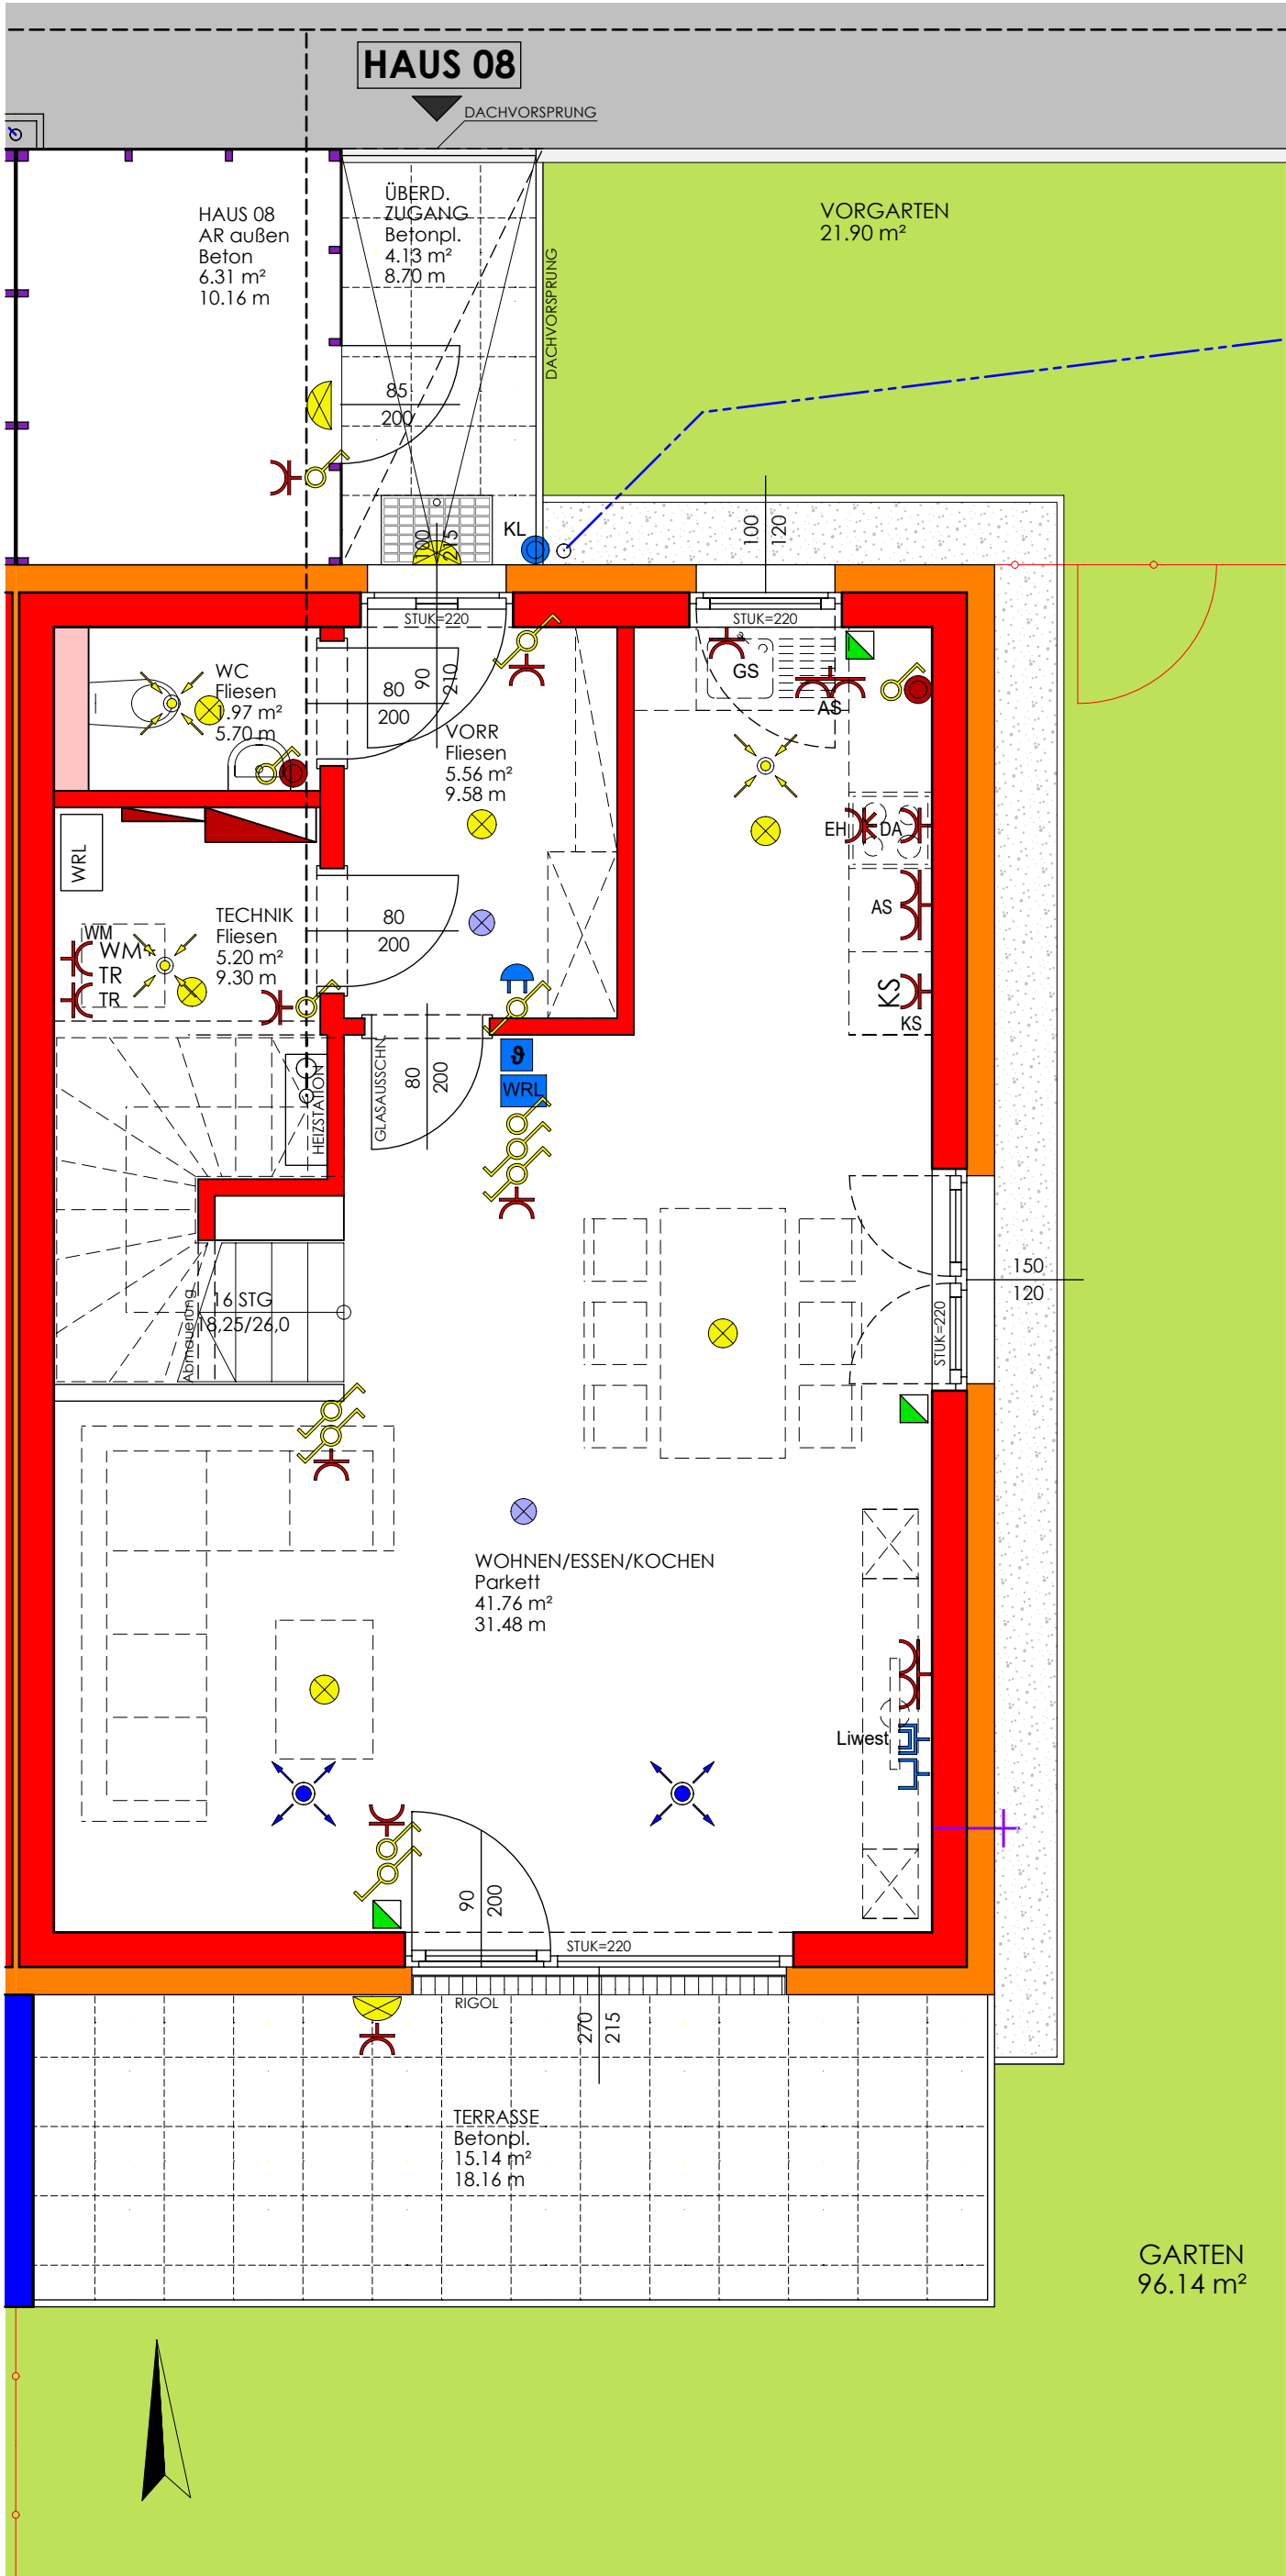 HAUS 08
DACHVORSPRUNG
HAUS 08
AR außen
Beton
6.31 m²
10.16 m
ÜBERD.
ZUGANG
Betonpl.
4.13 m²
8.70 m
DACHVORSPRUNG
VORGARTEN
21.90 m²
85
200
100
215
KL
100
120
STUK=220
STUK=220
WC
Fliesen
1.97 m²
5.70 m
80
200
90
210
VORR
Fliesen
5.56 m²
9.58 m
GS
AS
EH
DA
AS
KS
KS
WRL
WM
WM
TR
TR
TECHNIK
Fliesen
5.20 m²
9.30 m
80
200
HEIZSTATION
GLASAUSSCHN.
80
200
ϑ
WRL
Abmauerung
16 STG
18,25/26,0
150
120
STUK=220
WOHNEN/ESSEN/KOCHEN
Parkett
41.76 m²
31.48 m
Liwest
90
200
STUK=220
RIGOL
270
215
TERRASSE
Betonpl.
15.14 m²
18.16 m
GARTEN
96.14 m²